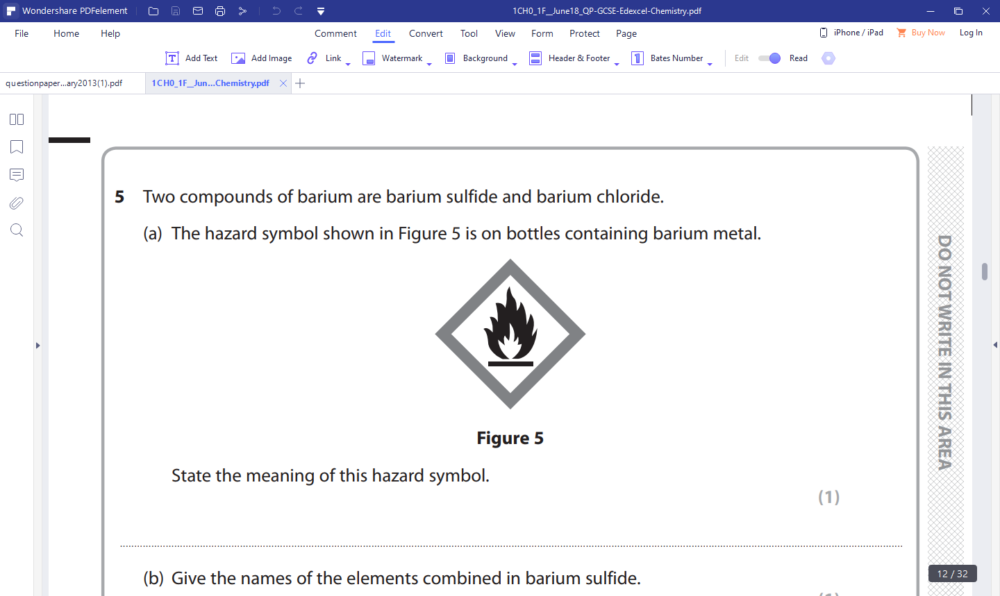 Wondershare PDFelement
1CH0_1F__June18_QP-GCSE-Edexcel-Chemistry.pdf
File Home Help Comment Edit Convert Tool View Form Protect Page iPhone / iPad Buy Now Log In
Add Text Add Image Link Watermark Background Header & Footer Bates Number Edit Read
questionpaper...ary2013(1).pdf 1CH0_1F__Jun...Chemistry.pdf
5 Two compounds of barium are barium sulfide and barium chloride.
(a) The hazard symbol shown in Figure 5 is on bottles containing barium metal.
Figure 5
State the meaning of this hazard symbol.
(1)
(b) Give the names of the elements combined in barium sulfide.
DO NOT WRITE IN THIS AREA
12 / 32